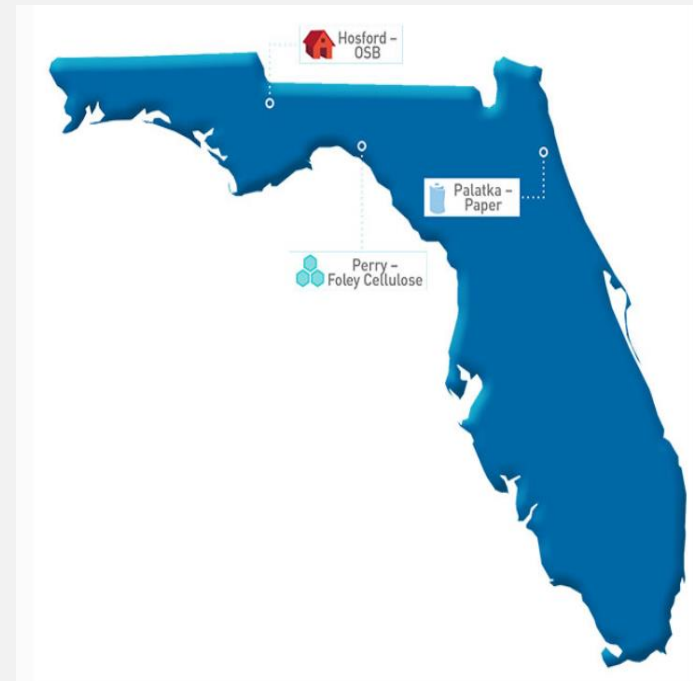 Hosford –
OSB
Palatka –
Paper
Perry –
Foley Cellulose